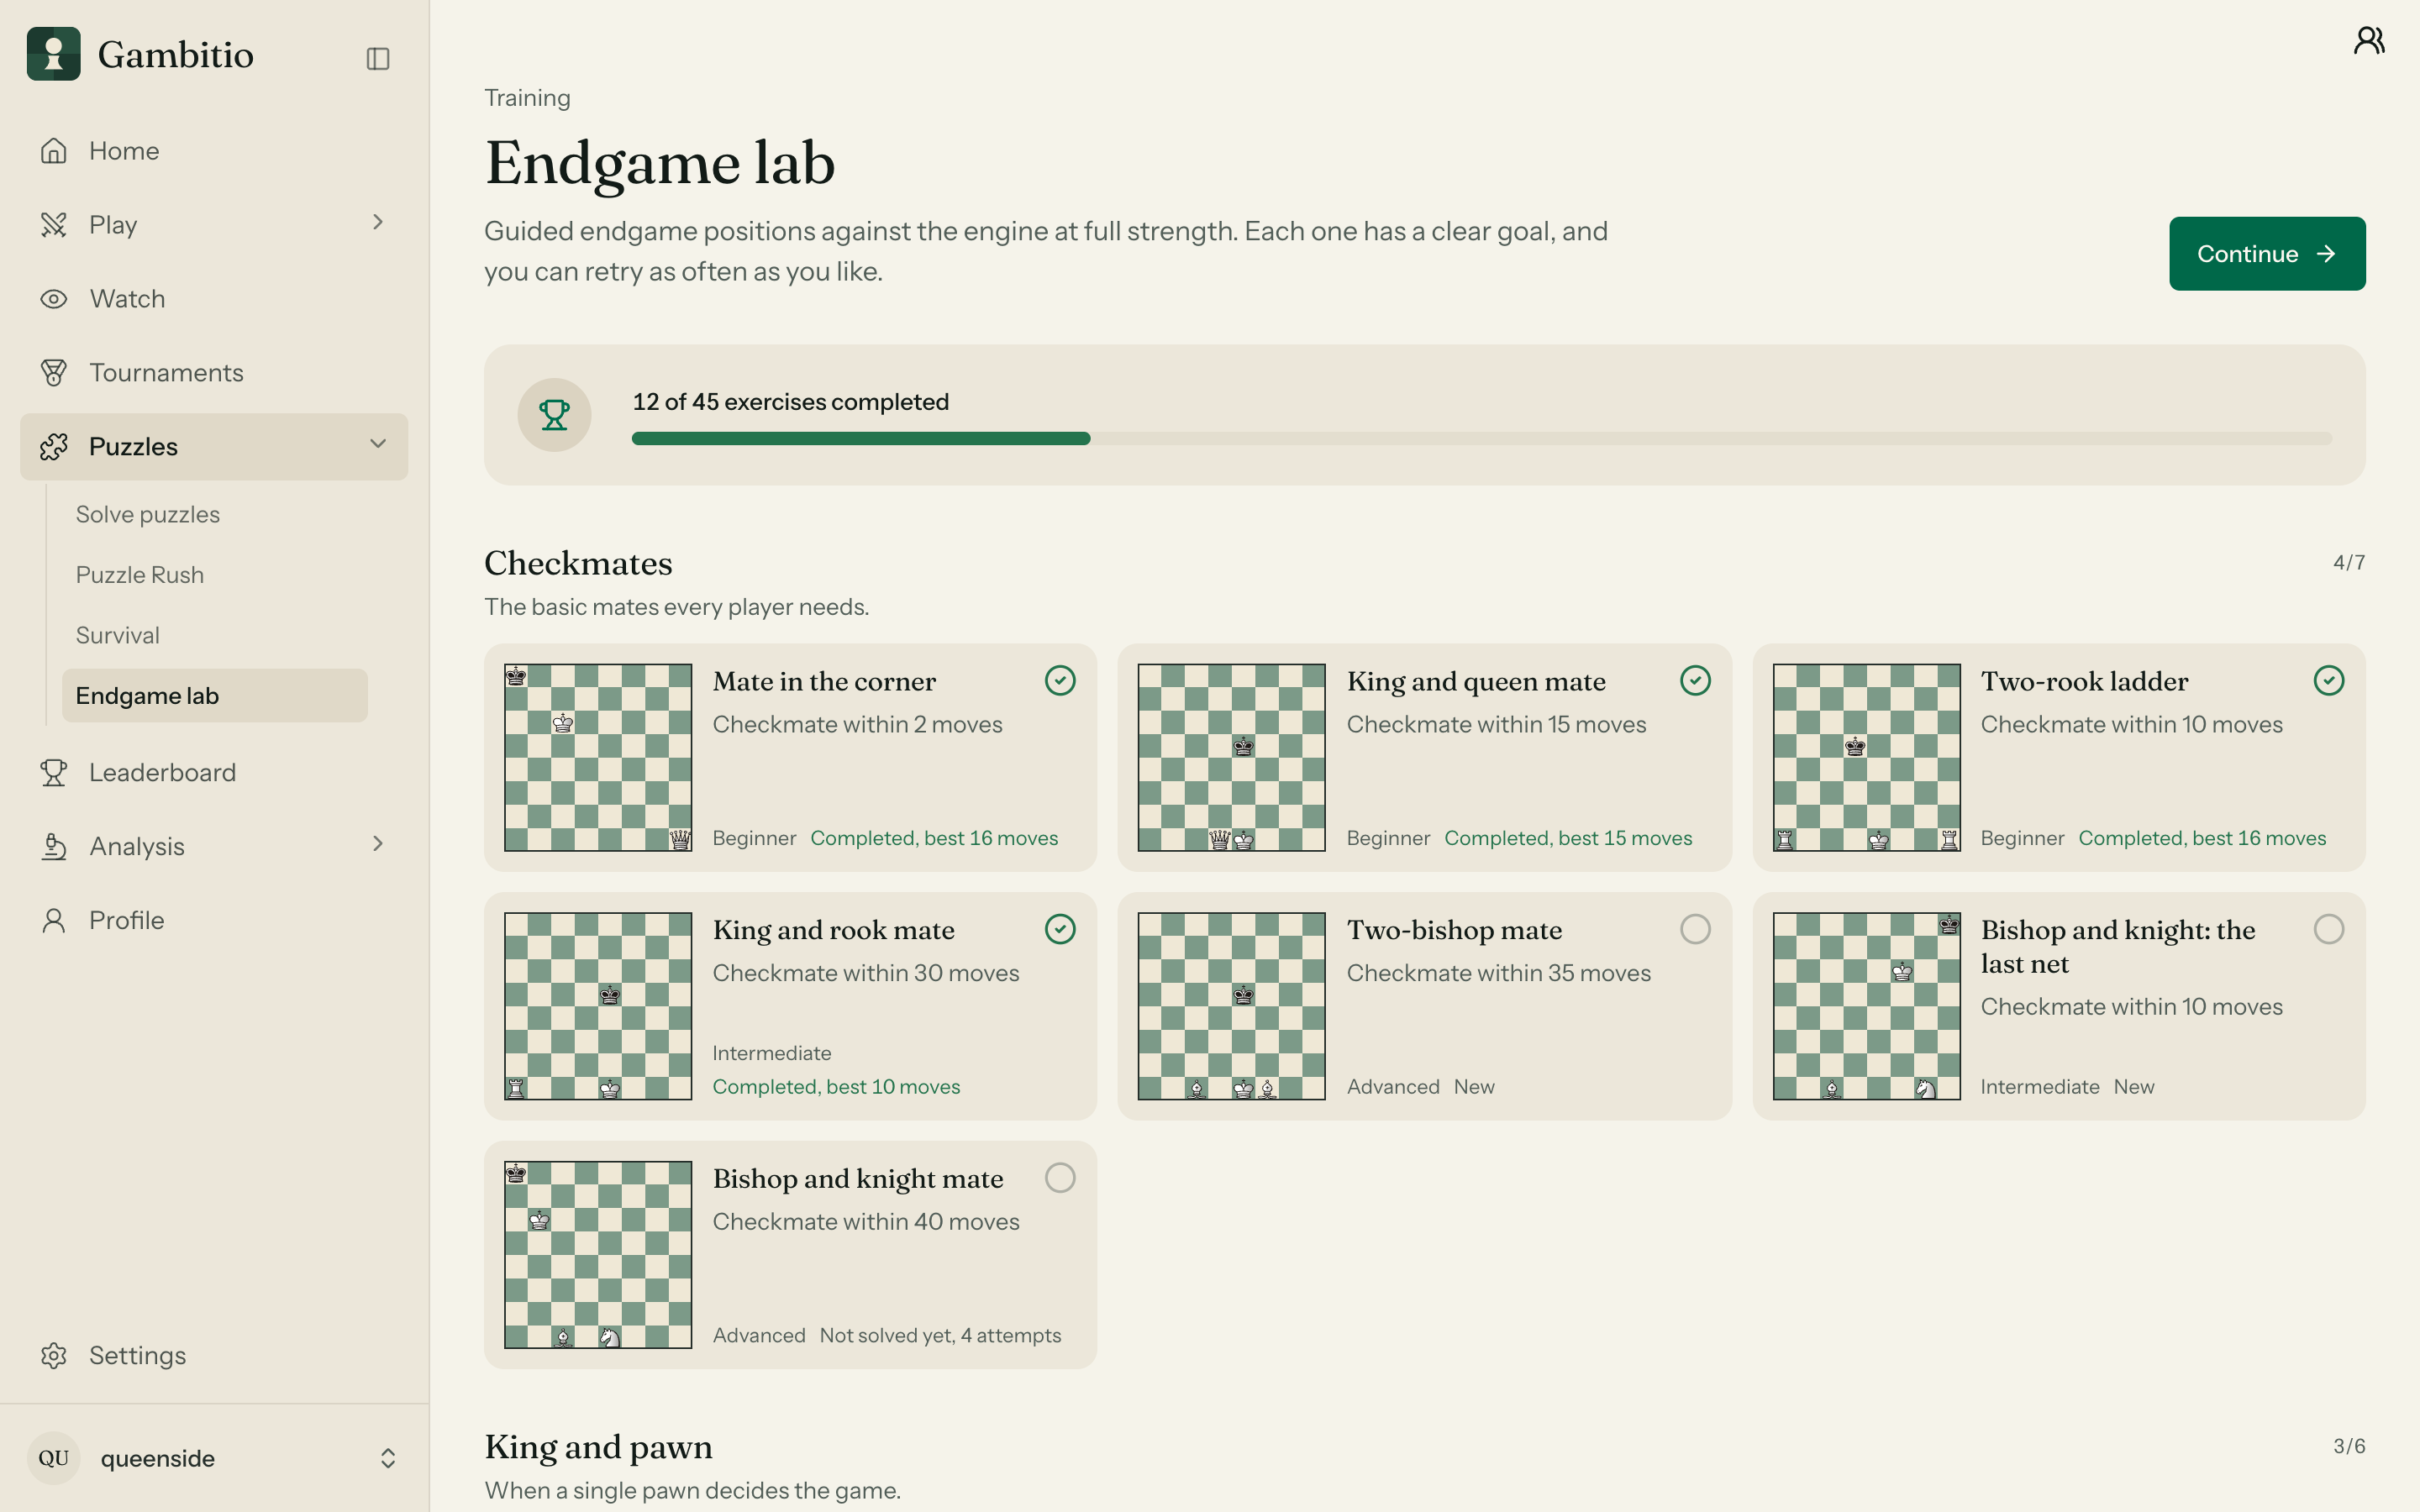 Gambitio
Home
Play
Watch
Tournaments
Puzzles
Solve puzzles
Puzzle Rush
Survival
Endgame lab
Leaderboard
Analysis
Profile
Settings
QU queenside
Training
Endgame lab
Guided endgame positions against the engine at full strength. Each one has a clear goal, and
you can retry as often as you like.
Continue
12 of 45 exercises completed
Checkmates
4/7
The basic mates every player needs.
Mate in the corner
Checkmate within 2 moves
Beginner Completed, best 16 moves
King and queen mate
Checkmate within 15 moves
Beginner Completed, best 15 moves
Two-rook ladder
Checkmate within 10 moves
Beginner Completed, best 16 moves
King and rook mate
Checkmate within 30 moves
Intermediate
Completed, best 10 moves
Two-bishop mate
Checkmate within 35 moves
Advanced New
Bishop and knight: the
last net
Checkmate within 10 moves
Intermediate New
Bishop and knight mate
Checkmate within 40 moves
Advanced Not solved yet, 4 attempts
King and pawn
3/6
When a single pawn decides the game.